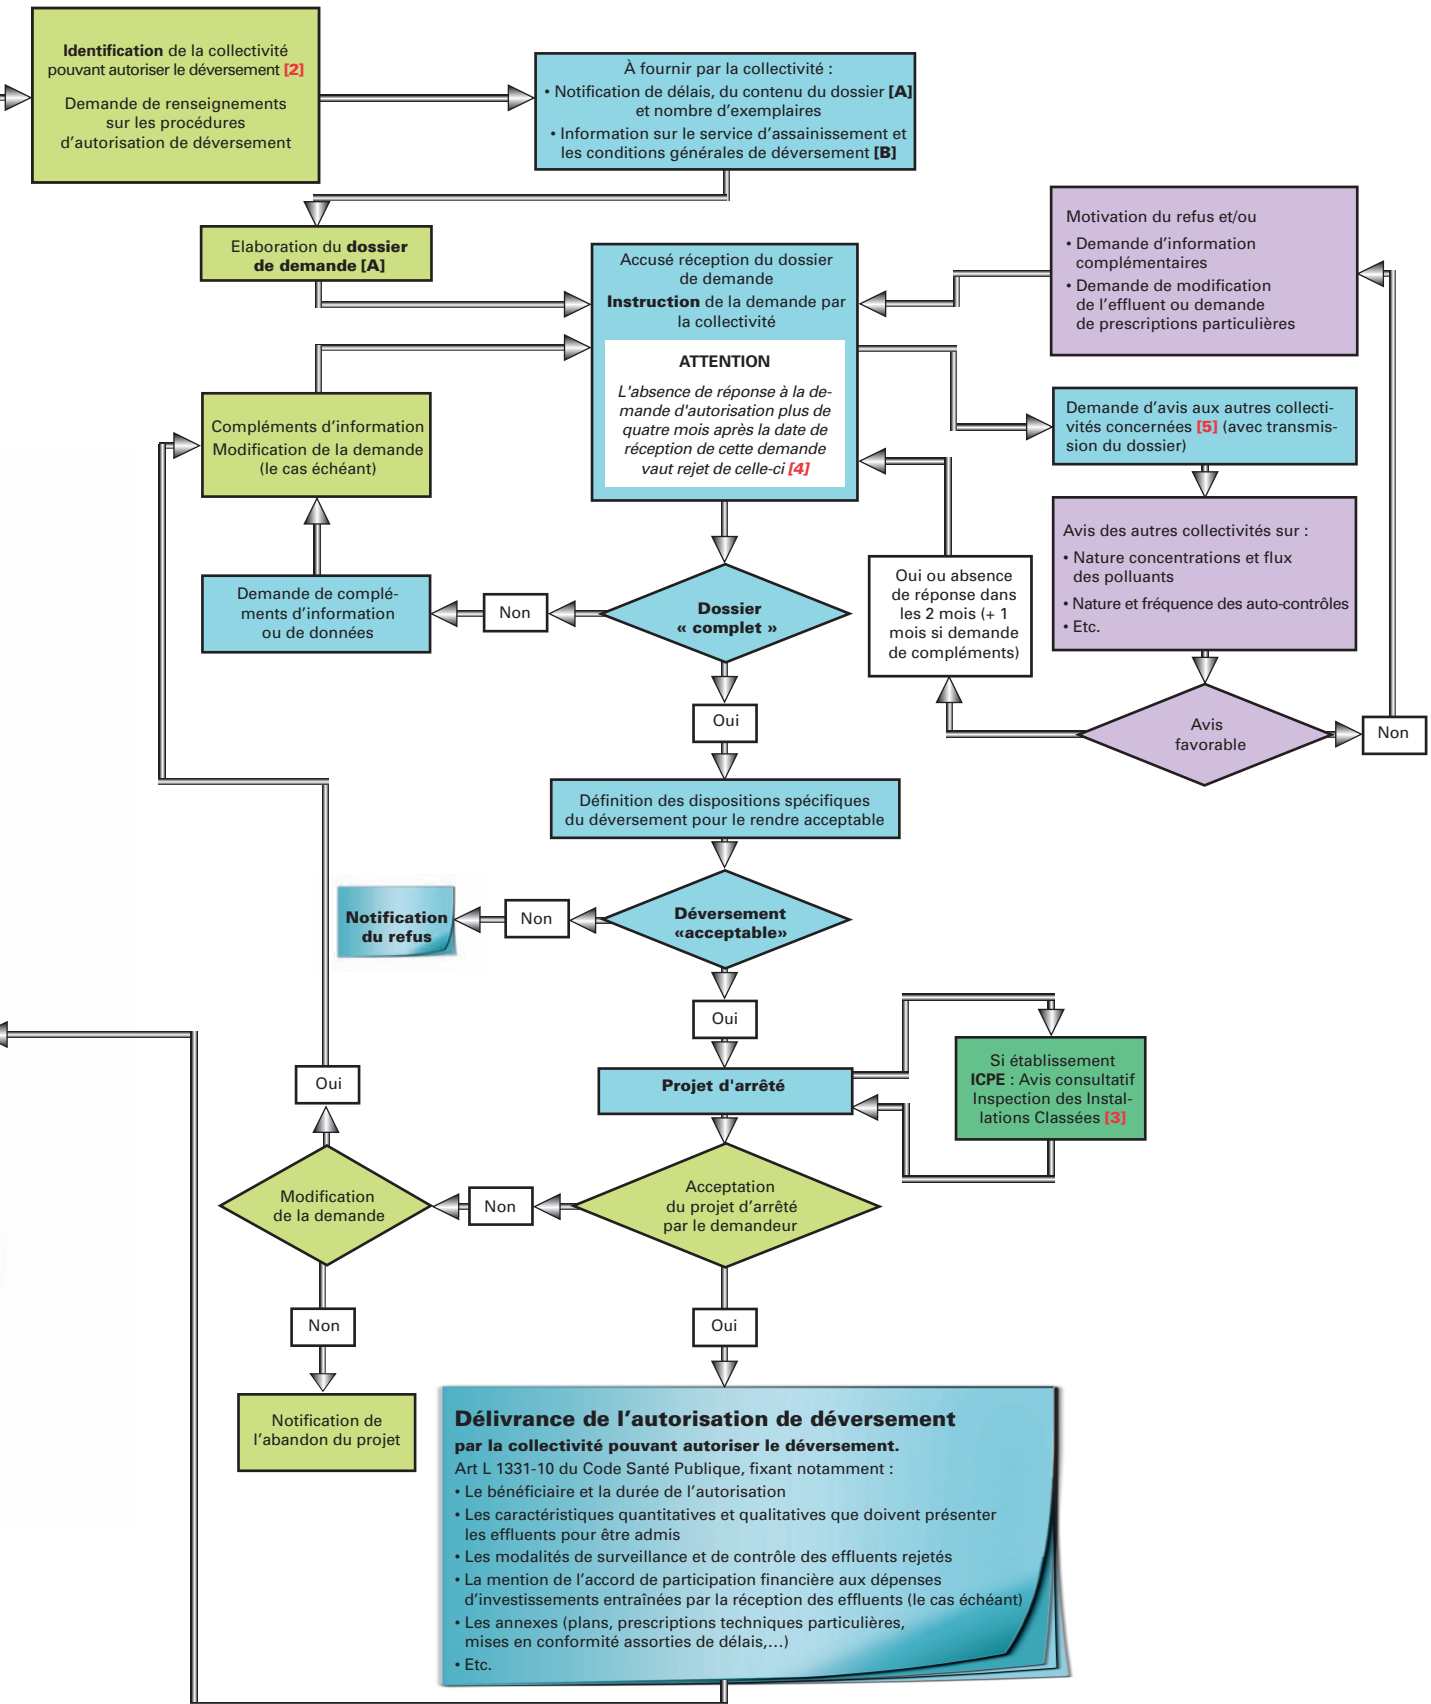 Identification de la collectivité
pouvant autoriser le déversement [2]
Demande de renseignements
sur les procédures
d’autorisation de déversement
À fournir par la collectivité :
• Notification de délais, du contenu du dossier [A]
et nombre d’exemplaires
• Information sur le service d’assainissement et
les conditions générales de déversement [B]
Elaboration du dossier
de demande [A]
Accusé réception du dossier
de demande
Instruction de la demande par
la collectivité
ATTENTION
L'absence de réponse à la de-
mande d'autorisation plus de
quatre mois après la date de
réception de cette demande
vaut rejet de celle-ci [4]
Motivation du refus et/ou
• Demande d’information
complémentaires
• Demande de modification
de l’effluent ou demande
de prescriptions particulières
Compléments d’information
Modification de la demande
(le cas échéant)
Demande d’avis aux autres collecti-
vités concernées [5] (avec transmis-
sion du dossier)
Avis des autres collectivités sur :
• Nature concentrations et flux
des polluants
• Nature et fréquence des auto-contrôles
• Etc.
Oui ou absence
de réponse dans
les 2 mois (+ 1
mois si demande
de compléments)
Demande de complé-
ments d’information
ou de données
Non
Dossier
« complet »
Avis
favorable
Non
Oui
Définition des dispositions spécifiques
du déversement pour le rendre acceptable
Notification
du refus
Non
Déversement
«acceptable»
Oui
Projet d'arrêté
Si établissement
ICPE : Avis consultatif
Inspection des Instal-
lations Classées [3]
Oui
Modification
de la demande
Non
Acceptation
du projet d’arrêté
par le demandeur
Non
Oui
Notification de
l’abandon du projet
Délivrance de l’autorisation de déversement
par la collectivité pouvant autoriser le déversement.
Art L 1331-10 du Code Santé Publique, fixant notamment :
• Le bénéficiaire et la durée de l’autorisation
• Les caractéristiques quantitatives et qualitatives que doivent présenter
les effluents pour être admis
• Les modalités de surveillance et de contrôle des effluents rejetés
• La mention de l’accord de participation financière aux dépenses
d’investissements entraînées par la réception des effluents (le cas échéant)
• Les annexes (plans, prescriptions techniques particulières,
mises en conformité assorties de délais,…)
• Etc.